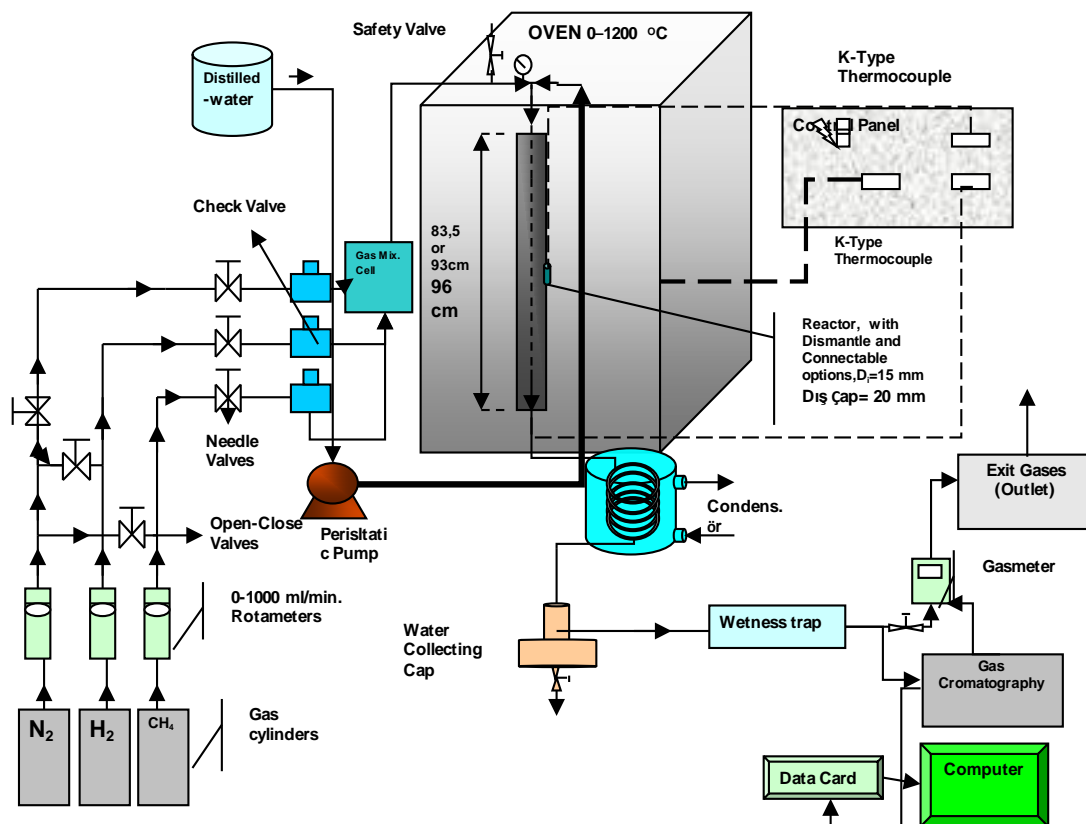 Safety Valve
OVEN 0–1200 ºC
Distilled
-water
K-Type
Thermocouple
Control Panel
Check Valve
83,5
or
93cm
96
cm
Gas Mix.
Cell
K-Type
Thermocouple
Reactor, with
Dismantle and
Connectable
options,Di=15 mm
Dış Çap= 20 mm
Needle
Valves
Open-Close
Valves
Perisltati
c Pump
Condens.
ör
Exit Gases
(Outlet)
Gasmeter
0-1000 ml/min.
Rotameters
Water
Collecting
Cap
Wetness trap
Gas
Cromatography
N2
H2
CH4
Gas
cylinders
Data Card
Computer